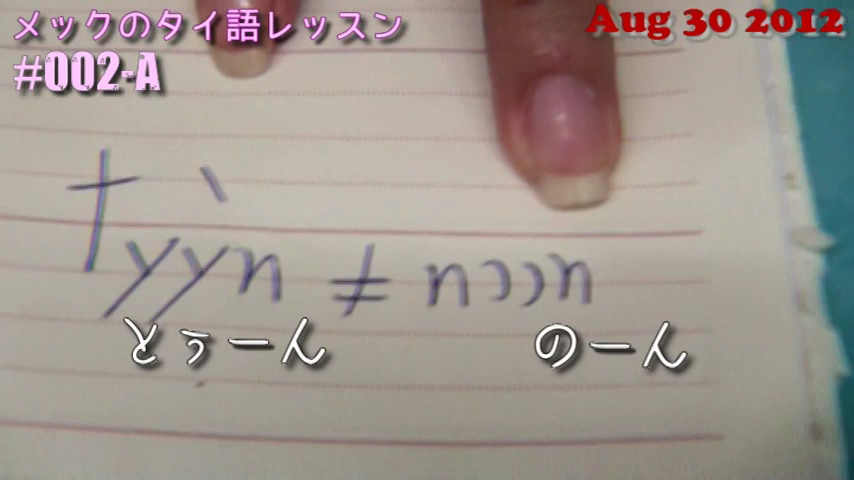 メックのタイ語レッスン
Aug 30 2012
#002-A
tỳyn ≠ nɔɔn
とぅーん のーん